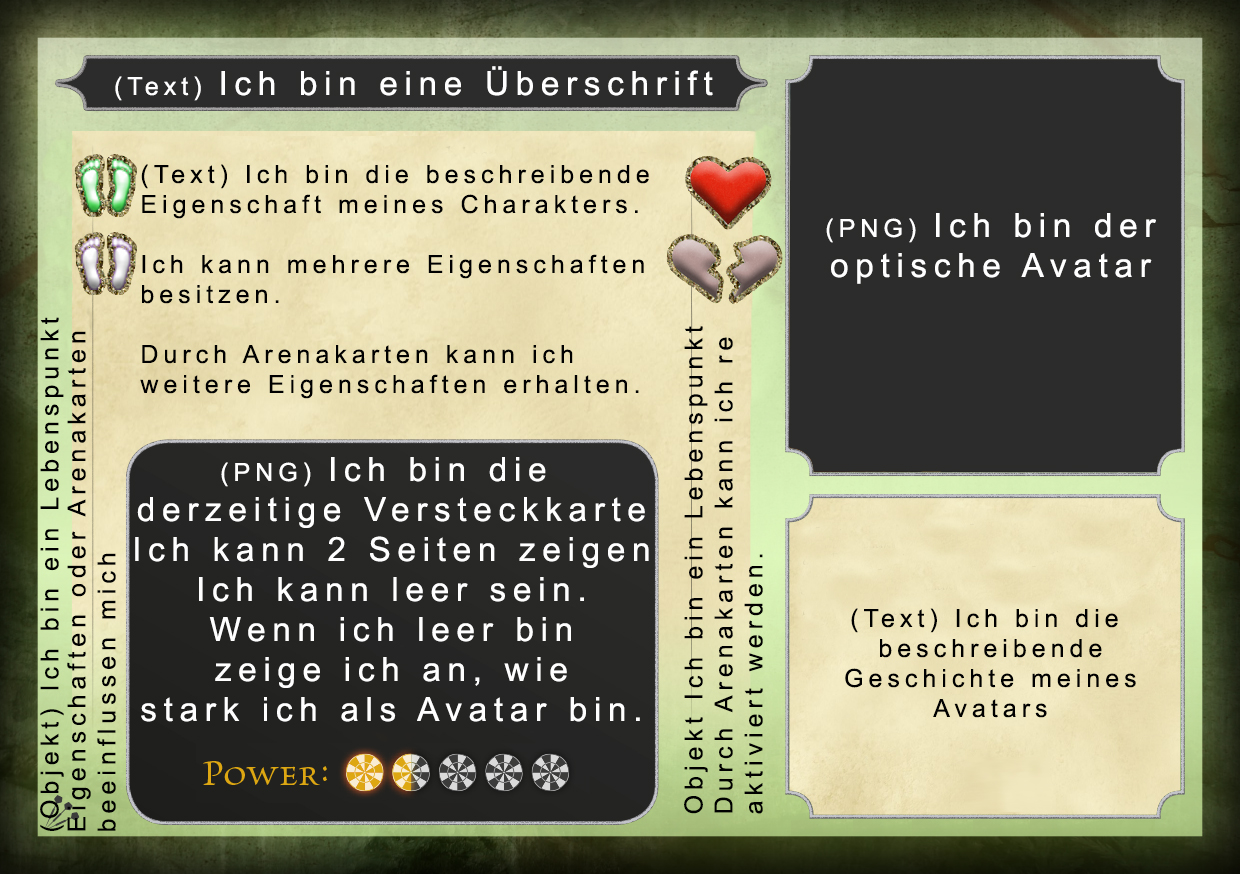 (Text) Ich bin eine Überschrift
(Text) Ich bin die beschreibende
Eigenschaft meines Charakters.
Ich kann mehrere Eigenschaften
besitzen.
Durch Arenakarten kann ich
weitere Eigenschaften erhalten.
(Objekt) Ich bin ein Lebenspunkt
Eigenschaften oder Arenakarten
beeinflussen mich
(PNG) Ich bin die
derzeitige Versteckkarte
Ich kann 2 Seiten zeigen
Ich kann leer sein.
Wenn ich leer bin
zeige ich an, wie
stark ich als Avatar bin.
Power:
Objekt Ich bin ein Lebenspunkt
Durch Arenakarten kann ich re
aktiviert werden.
(PNG) Ich bin der
optische Avatar
(Text) Ich bin die
beschreibende
Geschichte meines
Avatars